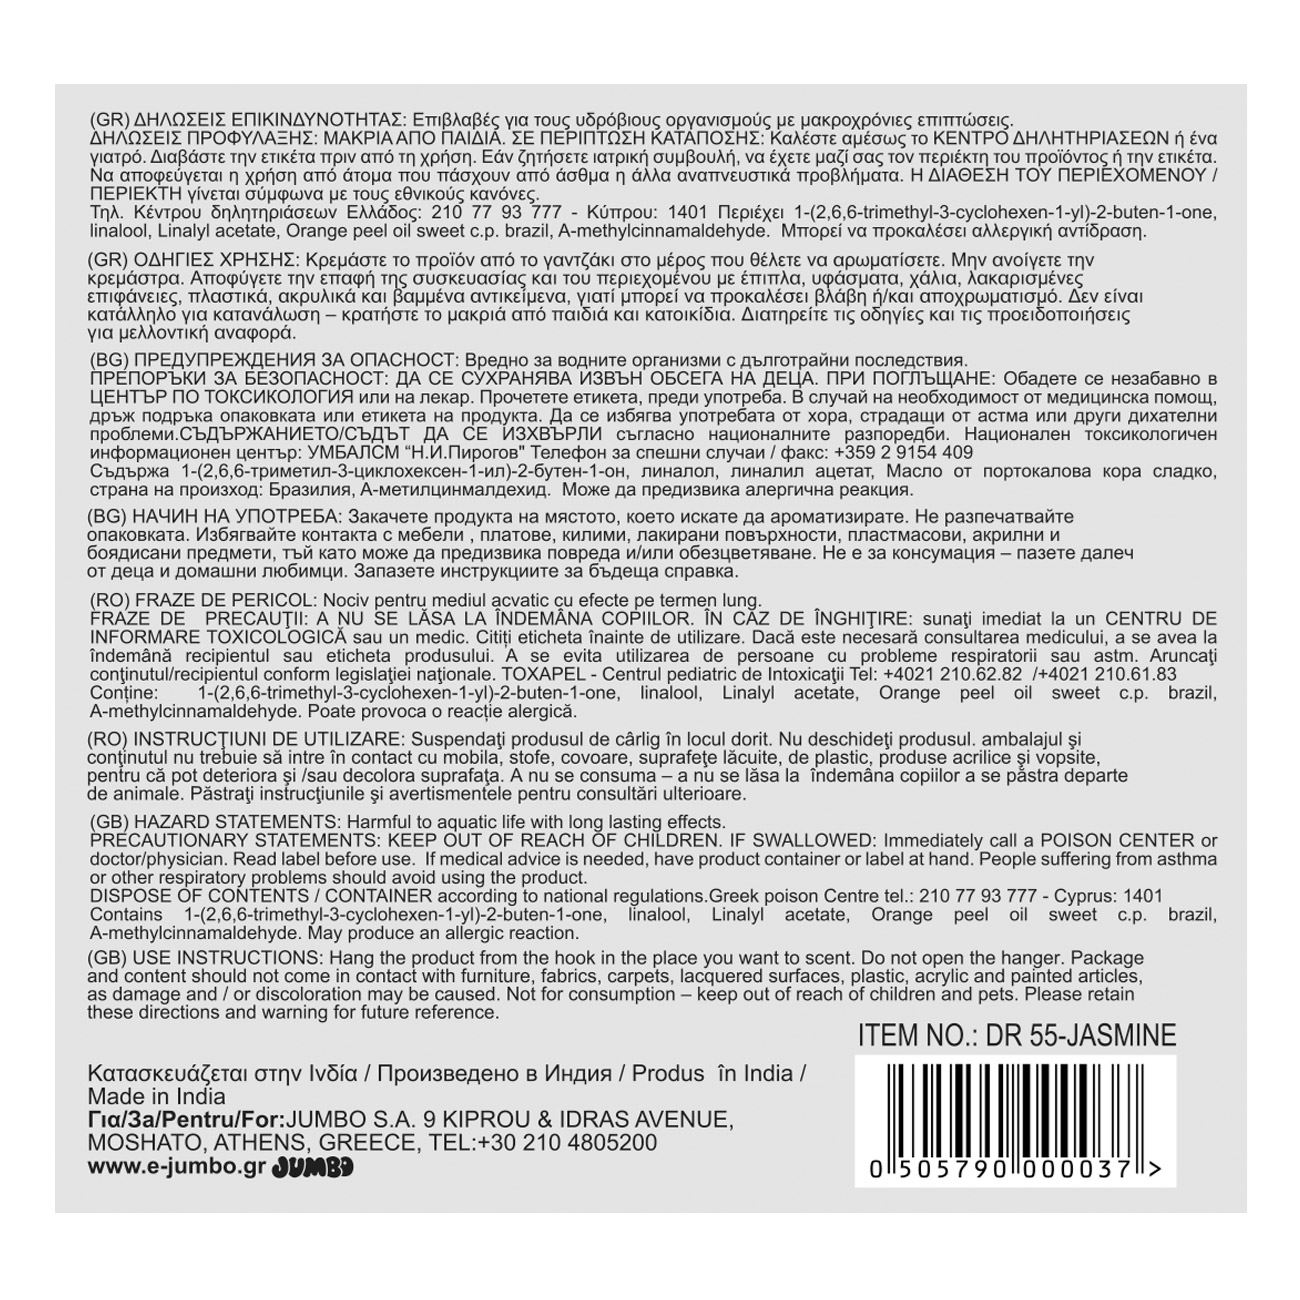 (GR) ΔΗΛΩΣΕΙΣ ΕΠΙΚΙΝΔΥΝΟΤΗΤΑΣ: Επιβλαβές για τους υδρόβιους οργανισμούς με μακροχρόνιες επιπτώσεις.
ΔΗΛΩΣΕΙΣ ΠΡΟΦΥΛΑΞΗΣ: ΜΑΚΡΙΑ ΑΠΟ ΠΑΙΔΙΑ. ΣΕ ΠΕΡΙΠΤΩΣΗ ΚΑΤΑΠΟΣΗΣ: Καλέστε αμέσως το ΚΕΝΤΡΟ ΔΗΛΗΤΗΡΙΑΣΕΩΝ ή ένα
γιατρό. Διαβάστε την ετικέτα πριν από τη χρήση. Εάν ζητήσετε ιατρική συμβουλή, να έχετε μαζί σας τον περιέκτη του προϊόντος ή την ετικέτα.
Να αποφεύγεται η χρήση από άτομα που πάσχουν από άσθμα η άλλα αναπνευστικά προβλήματα. Η ΔΙΑΘΕΣΗ ΤΟΥ ΠΕΡΙΕΧΟΜΕΝΟΥ /
ΠΕΡΙΕΚΤΗ γίνεται σύμφωνα με τους εθνικούς κανόνες.
Τηλ. Κέντρου δηλητηριάσεων Ελλάδος: 210 77 93 777 - Κύπρου: 1401 Περιέχει 1-(2,6,6-trimethyl-3-cyclohexen-1-yl)-2-buten-1-one,
linalool, Linalyl acetate, Orange peel oil sweet c.p. brazil, A-methylcinnamaldehyde. Μπορεί να προκαλέσει αλλεργική αντίδραση.
(GR) ΟΔΗΓΙΕΣ ΧΡΗΣΗΣ: Κρεμάστε το προϊόν από το γαντζάκι στο μέρος που θέλετε να αρωματίσετε. Μην ανοίγετε την
κρεμάστρα. Αποφύγετε την επαφή της συσκευασίας και του περιεχομένου με έπιπλα, υφάσματα, χάλια, λακαρισμένες
επιφάνειες, πλαστικά, ακρυλικά και βαμμένα αντικείμενα, γιατί μπορεί να προκαλέσει βλάβη ή/και αποχρωματισμό. Δεν είναι
κατάλληλο για κατανάλωση – κρατήστε το μακριά από παιδιά και κατοικίδια. Διατηρείτε τις οδηγίες και τις προειδοποιήσεις
για μελλοντική αναφορά.
(BG) ПРЕДУПРЕЖДЕНИЯ ЗА ОПАСНОСТ: Вредно за водните организми с дълготрайни последствия.
ПРЕПОРЪКИ ЗА БЕЗОПАСНОСТ: ДА СЕ СУХРАНЯВА ИЗВЪН ОБСЕГА НА ДЕЦА. ПРИ ПОГЛЪЩАНЕ: Обадете се незабавно в
ЦЕНТЪР ПО ТОКСИКОЛОГИЯ или на лекар. Прочетете етикета, преди употреба. В случай на необходимост от медицинска помощ,
дръж подръка опаковката или етикета на продукта. Да се избягва употребата от хора, страдащи от астма или други дихателни
проблеми.СЪДЪРЖАНИЕТО/СЪДЪТ ДА СЕ ИЗХВЪРЛИ съгласно националните разпоредби. Национален токсикологичен
информационен център: УМБАЛСМ “Н.И.Пирогов" Телефон за спешни случаи / факс: +359 2 9154 409
Съдържа 1-(2,6,6-триметил-3-циклохексен-1-ил)-2-бутен-1-он, линалол, линалил ацетат, Масло от портокалова кора сладко,
страна на произход: Бразилия, А-метилцинмалдехид. Може да предизвика алергична реакция.
(BG) НАЧИН НА УПОТРЕБА: Закачете продукта на мястото, което искате да ароматизирате. Не разпечатвайте
опаковката. Избягвайте контакта с мебели , платове, килими, лакирани повърхности, пластмасови, акрилни и
боядисани предмети, тъй като може да предизвика повреда и/или обезцветяване. Не е за консумация – пазете далеч
от деца и домашни любимци. Запазете инструкциите за бъдеща справка.
(RO) FRAZE DE PERICOL: Nociv pentru mediul acvatic cu efecte pe termen lung.
FRAZE DE PRECAUŢII: A NU SE LĂSA LA ÎNDEMÂNA COPIILOR. ÎN CAZ DE ÎNGHIŢIRE: sunaţi imediat la un CENTRU DE
INFORMARE TOXICOLOGICĂ sau un medic. Citiți eticheta înainte de utilizare. Dacă este necesară consultarea medicului, a se avea la
îndemână recipientul sau eticheta produsului. A se evita utilizarea de persoane cu probleme respiratorii sau astm. Aruncaţi
conţinutul/recipientul conform legislaţiei naţionale. TOXAPEL - Centrul pediatric de Intoxicaţii Tel: +4021 210.62.82 /+4021 210.61.83
Conține: 1-(2,6,6-trimethyl-3-cyclohexen-1-yl)-2-buten-1-one, linalool, Linalyl acetate, Orange peel oil sweet c.p. brazil,
A-methylcinnamaldehyde. Poate provoca o reacție alergică.
(RO) INSTRUCŢIUNI DE UTILIZARE: Suspendaţi produsul de cârlig în locul dorit. Nu deschideţi produsul. ambalajul şi
conţinutul nu trebuie să intre în contact cu mobila, stofe, covoare, suprafeţe lăcuite, de plastic, produse acrilice şi vopsite,
pentru că pot deteriora şi /sau decolora suprafaţa. A nu se consuma – a nu se lăsa la îndemâna copiilor a se păstra departe
de animale. Păstraţi instrucţiunile şi avertismentele pentru consultări ulterioare.
(GB) HAZARD STATEMENTS: Harmful to aquatic life with long lasting effects.
PRECAUTIONARY STATEMENTS: KEEP OUT OF REACH OF CHILDREN. IF SWALLOWED: Immediately call a POISON CENTER or
doctor/physician. Read label before use. If medical advice is needed, have product container or label at hand. People suffering from asthma
or other respiratory problems should avoid using the product.
DISPOSE OF CONTENTS / CONTAINER according to national regulations.Greek poison Centre tel.: 210 77 93 777 - Cyprus: 1401
Contains 1-(2,6,6-trimethyl-3-cyclohexen-1-yl)-2-buten-1-one, linalool, Linalyl acetate, Orange peel oil sweet c.p. brazil,
A-methylcinnamaldehyde. May produce an allergic reaction.
(GB) USE INSTRUCTIONS: Hang the product from the hook in the place you want to scent. Do not open the hanger. Package
and content should not come in contact with furniture, fabrics, carpets, lacquered surfaces, plastic, acrylic and painted articles,
as damage and / or discoloration may be caused. Not for consumption – keep out of reach of children and pets. Please retain
these directions and warning for future reference.
ITEM NO.: DR 55-JASMINE
Κατασκευάζεται στην Ινδία / Произведено в Индия / Produs în India /
Made in India
Για/За/Pentru/For:JUMBO S.A. 9 KIPROU & IDRAS AVENUE,
MOSHATO, ATHENS, GREECE, TEL:+30 210 4805200
www.e-jumbo.gr JUMBO
0 505790 000037 >